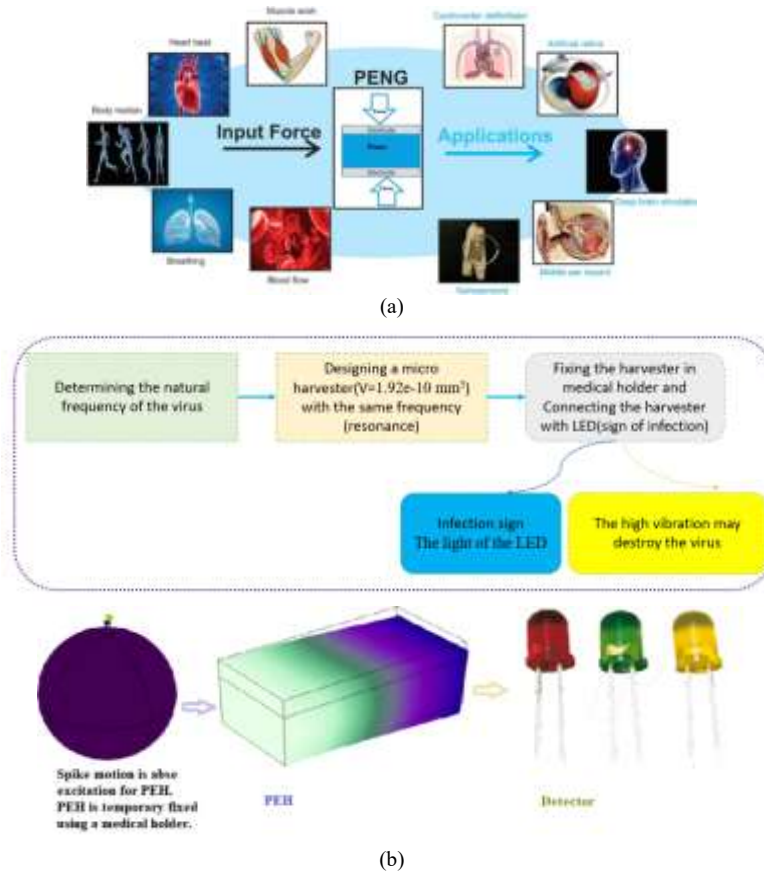 Muscle work
Heart beat
Body motion
Breathing
Blood flow
Input Force
PENG
Electrode
Electrode
Applications
Artificial retina
Deep brain stimulator
(a)
Determining the natural
frequency of the virus
Designing a micro
harvester(V=1.92e-10 mm³)
with the same frequency
(resonance)
Fixing the harvester in
medical holder and
Connecting the harvester
with LED(sign of infection)
Infection sign
The light of the LED
The high vibration may
destroy the virus
Spike motion is abse
excitation for PEH.
PEH is temporary fixed
using a medical holder.
PEH
Detector
(b)